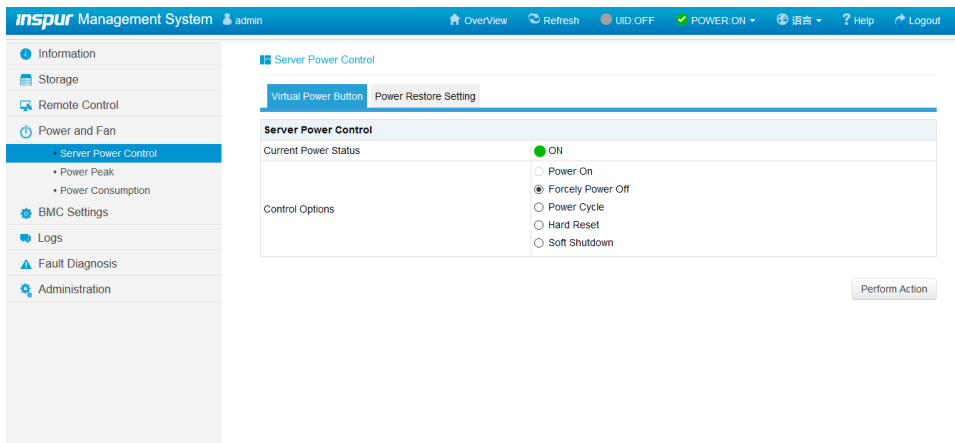 inspur Management System admin OverView Refresh UID:OFF POWER:ON 语言 Help Logout
Information
Storage
Remote Control
Power and Fan
• Server Power Control
• Power Peak
• Power Consumption
BMC Settings
Logs
Fault Diagnosis
Administration
Server Power Control
Virtual Power Button Power Restore Setting
Server Power Control
Current Power Status ON
Control Options
Power On
Forcely Power Off
Power Cycle
Hard Reset
Soft Shutdown
Perform Action